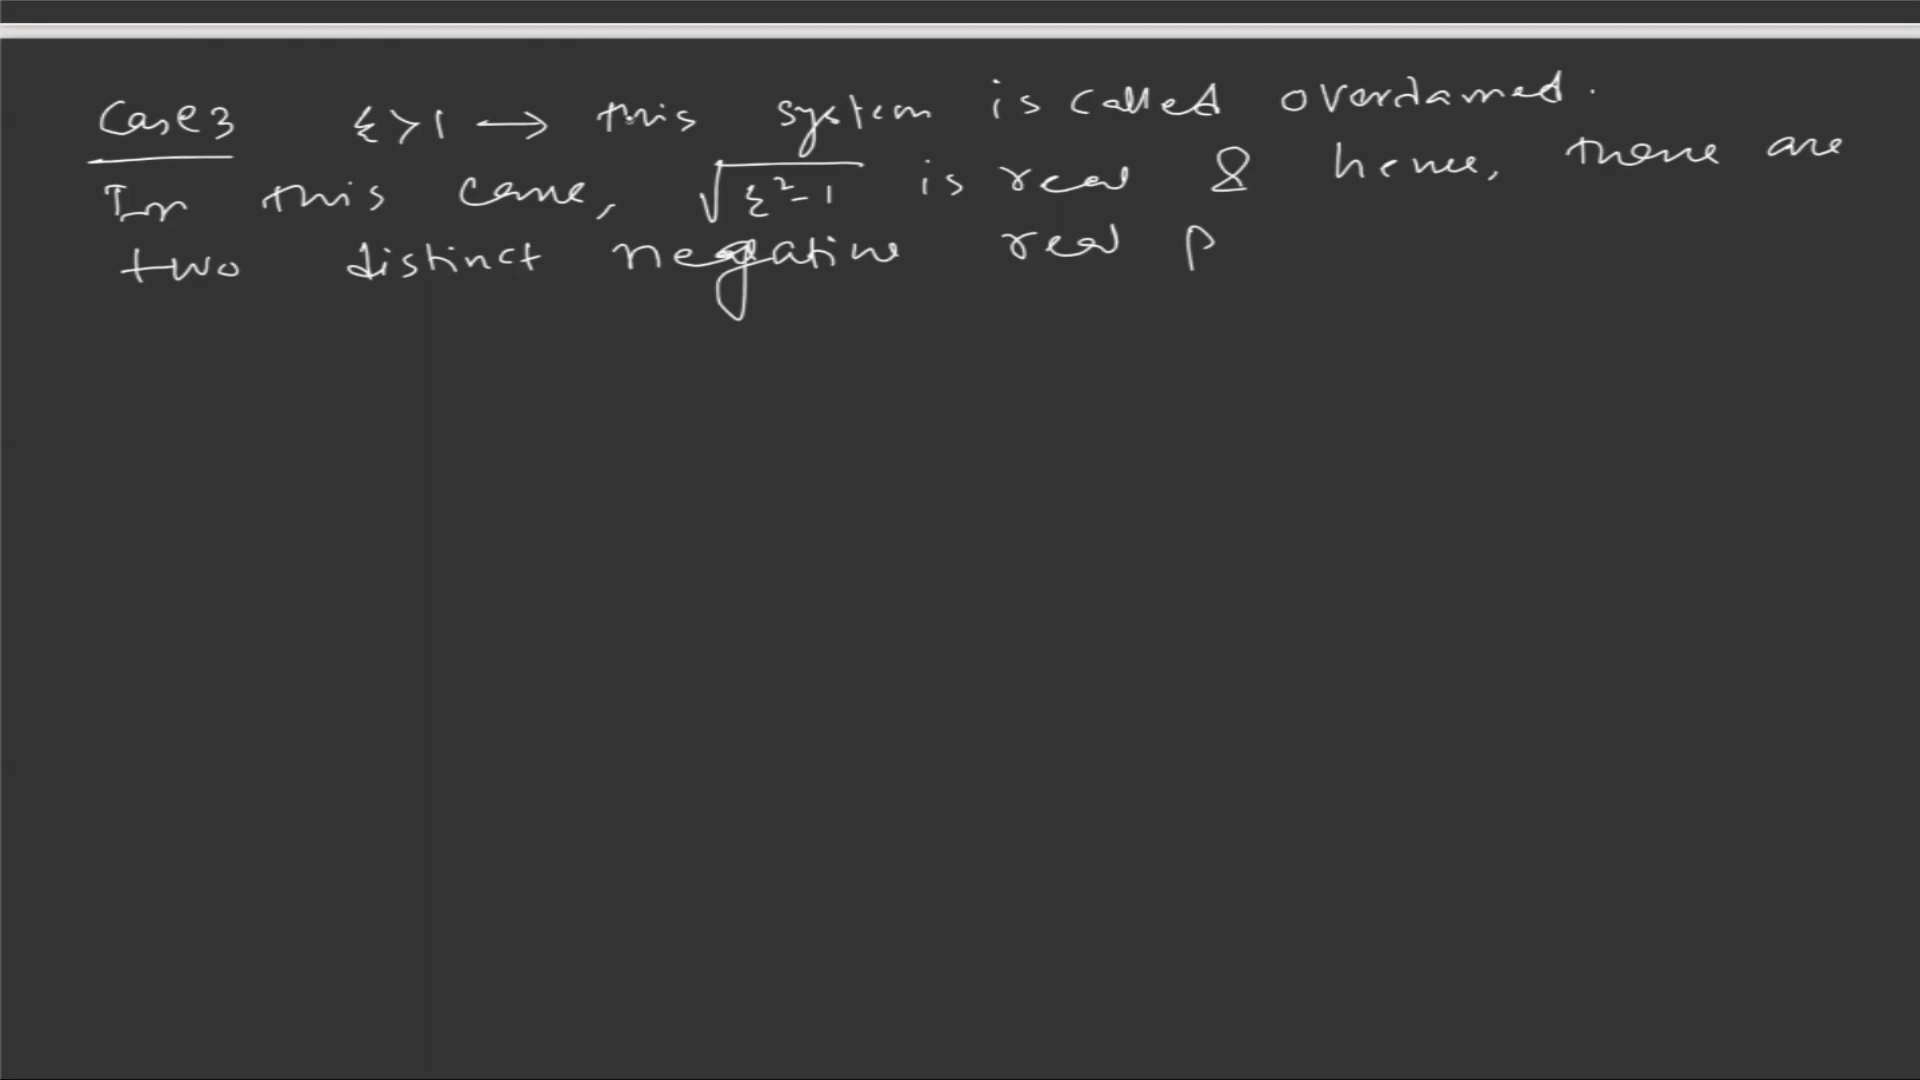 Case 3 ξ>1 → this system is called overdamed.
In this case, √ξ²-1 is real & hence, there are
two distinct negative real p